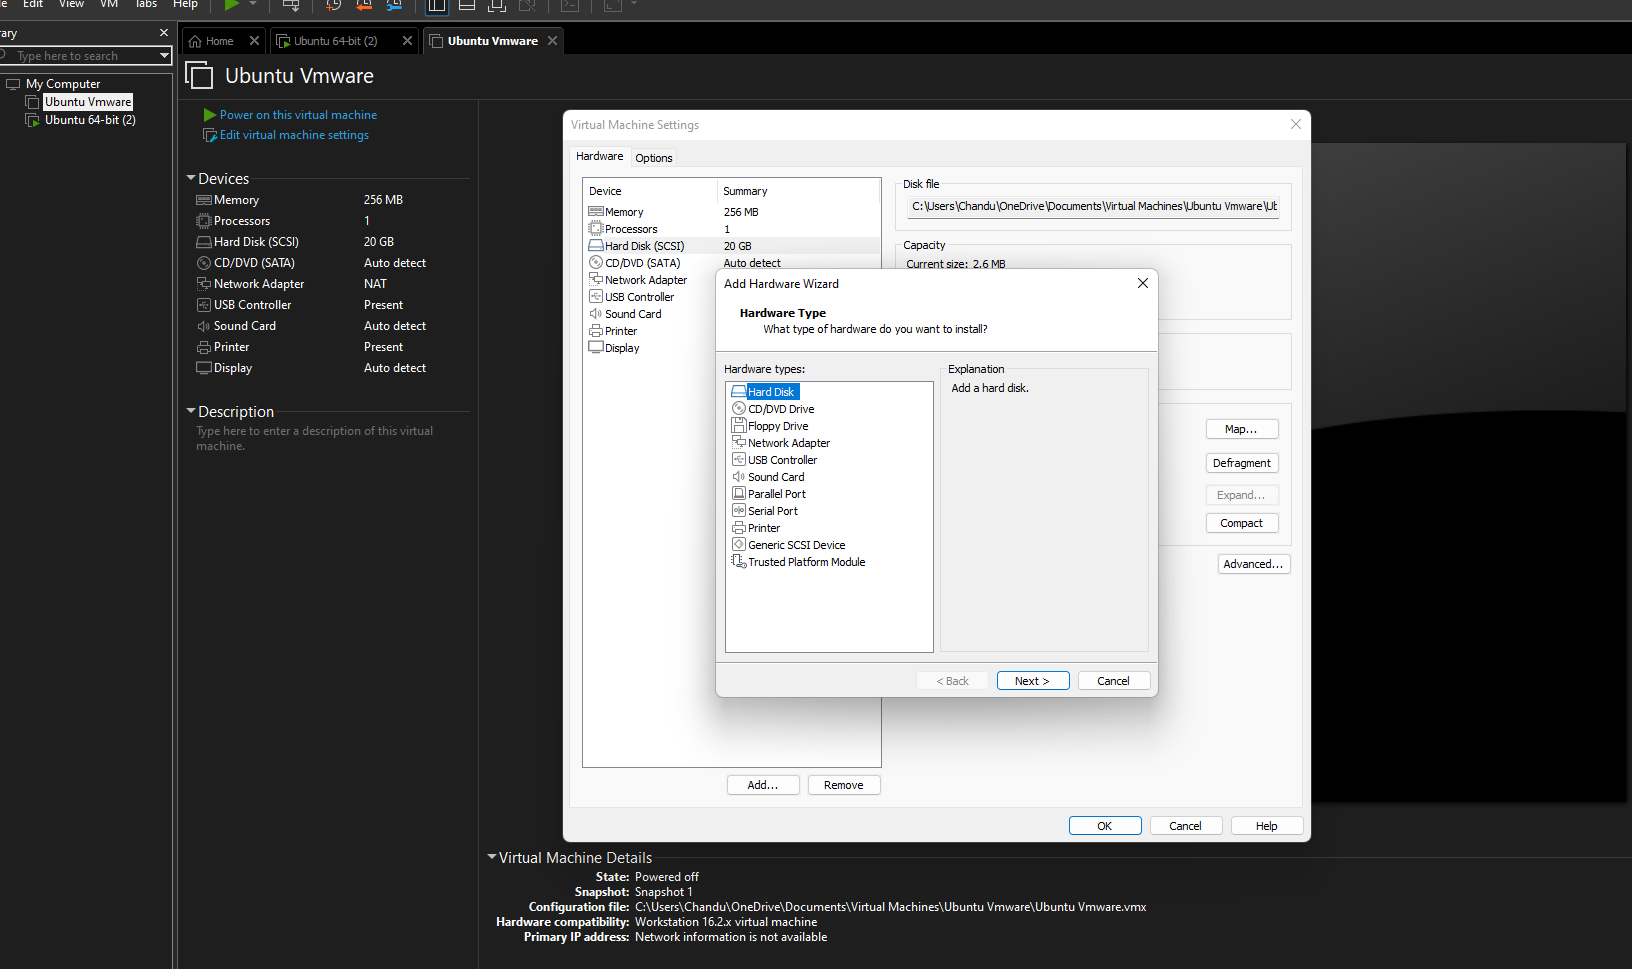 Edit View VM Tabs Help
Type here to search
My Computer
Ubuntu Vmware
Ubuntu 64-bit (2)
Home
Ubuntu 64-bit (2)
Ubuntu Vmware
Ubuntu Vmware
Power on this virtual machine
Edit virtual machine settings
Devices
Memory 256 MB
Processors 1
Hard Disk (SCSI) 20 GB
CD/DVD (SATA) Auto detect
Network Adapter NAT
USB Controller Present
Sound Card Auto detect
Printer Present
Display Auto detect
Description
Type here to enter a description of this virtual
machine.
Virtual Machine Settings
Hardware Options
Device Summary
Memory 256 MB
Processors 1
Hard Disk (SCSI) 20 GB
CD/DVD (SATA) Auto detect
Network Adapter
USB Controller
Sound Card
Printer
Display
Disk file
C:\Users\Chandu\OneDrive\Documents\Virtual Machines\Ubuntu Vmware\Ub
Capacity
Current size: 2.6 MB
Map...
Defragment
Expand...
Compact
Advanced...
Add Hardware Wizard
Hardware Type
What type of hardware do you want to install?
Hardware types:
Hard Disk
CD/DVD Drive
Floppy Drive
Network Adapter
USB Controller
Sound Card
Parallel Port
Serial Port
Printer
Generic SCSI Device
Trusted Platform Module
Explanation
Add a hard disk.
< Back Next > Cancel
Add... Remove
OK Cancel Help
Virtual Machine Details
State: Powered off
Snapshot: Snapshot 1
Configuration file: C:\Users\Chandu\OneDrive\Documents\Virtual Machines\Ubuntu Vmware\Ubuntu Vmware.vmx
Hardware compatibility: Workstation 16.2.x virtual machine
Primary IP address: Network information is not available